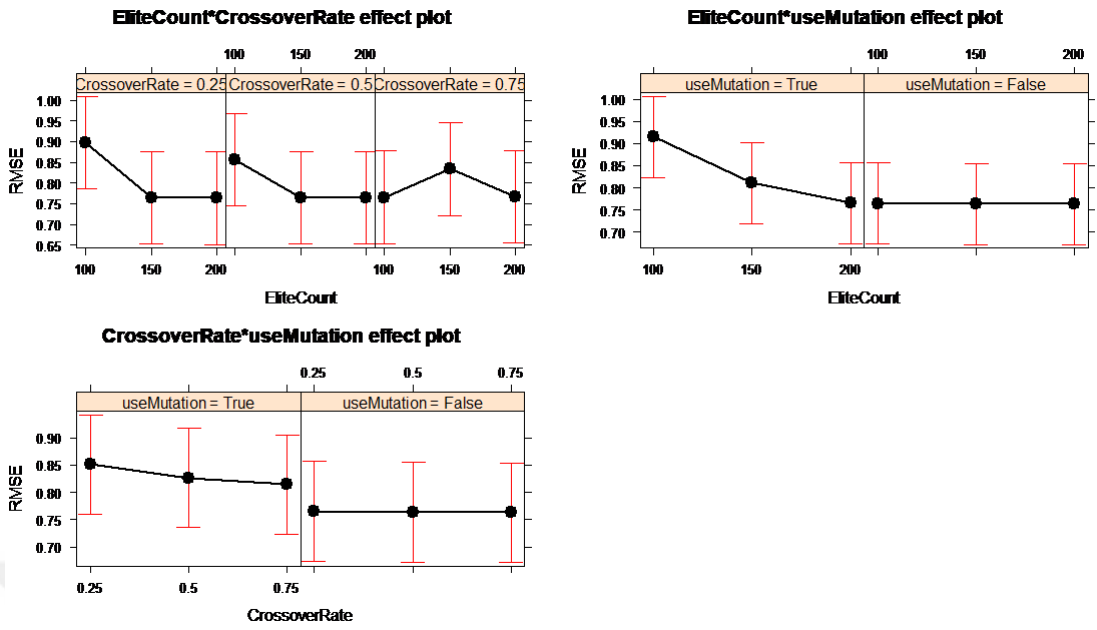 EliteCount*CrossoverRate effect plot
100 150 200
CrossoverRate = 0.25 CrossoverRate = 0.5 CrossoverRate = 0.75
RMSE
1.00
0.95
0.90
0.85
0.80
0.75
0.70
0.65
100 150 200 100 150 200
EliteCount
EliteCount*useMutation effect plot
100 150 200
useMutation = True useMutation = False
RMSE
1.00
0.95
0.90
0.85
0.80
0.75
0.70
100 150 200
EliteCount
CrossoverRate*useMutation effect plot
0.25 0.5 0.75
useMutation = True useMutation = False
RMSE
0.90
0.85
0.80
0.75
0.70
0.25 0.5 0.75
CrossoverRate